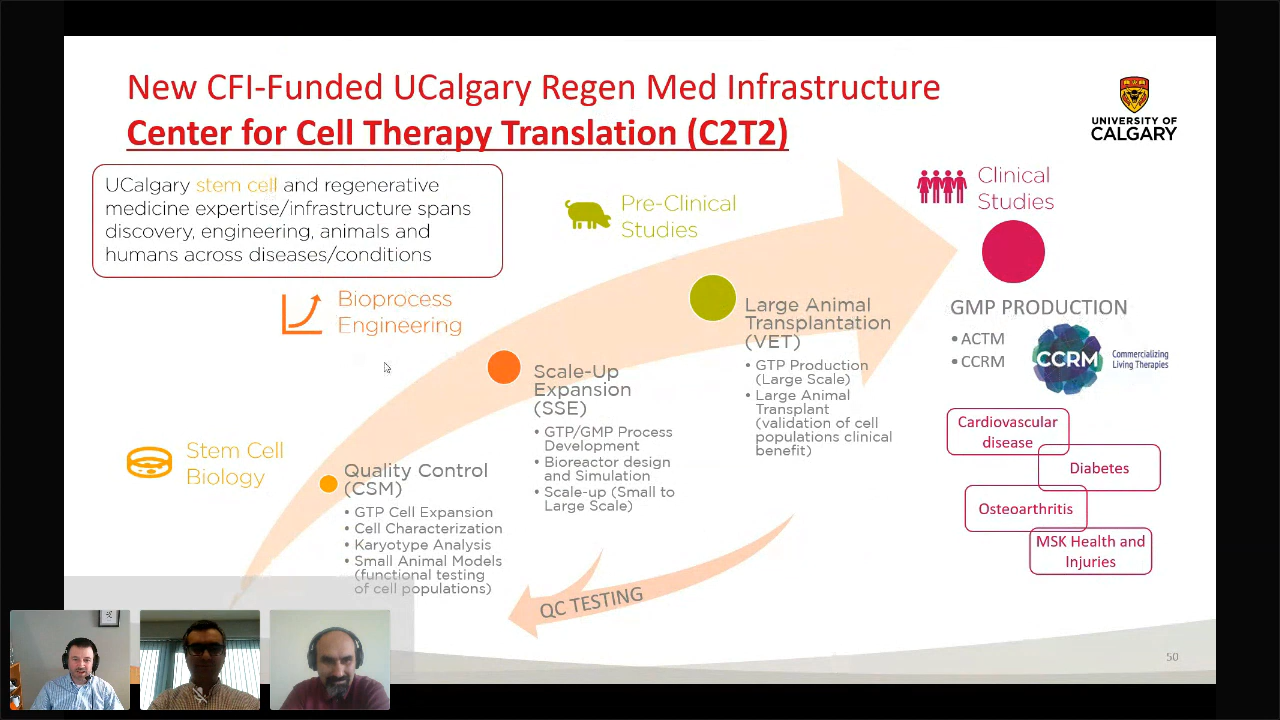 New CFI-Funded UCalgary Regen Med Infrastructure
Center for Cell Therapy Translation (C2T2)
UNIVERSITY OF
CALGARY
UCalgary stem cell and regenerative
medicine expertise/infrastructure spans
discovery, engineering, animals and
humans across diseases/conditions
Pre-Clinical
Studies
Clinical
Studies
Bioprocess
Engineering
Stem Cell
Biology
Quality Control
(CSM)
• GTP Cell Expansion
• Cell Characterization
• Karyotype Analysis
• Small Animal Models
(functional testing
of cell populations)
Scale-Up
Expansion
(SSE)
• GTP/GMP Process
Development
• Bioreactor design
and Simulation
• Scale-up (Small to
Large Scale)
Large Animal
Transplantation
(VET)
• GTP Production
(Large Scale)
• Large Animal
Transplant
(validation of cell
populations clinical
benefit)
GMP PRODUCTION
• ACTM
• CCRM
CCRM
Commercializing
Living Therapies
Cardiovascular
disease
Diabetes
Osteoarthritis
MSK Health and
Injuries
QC TESTING
50